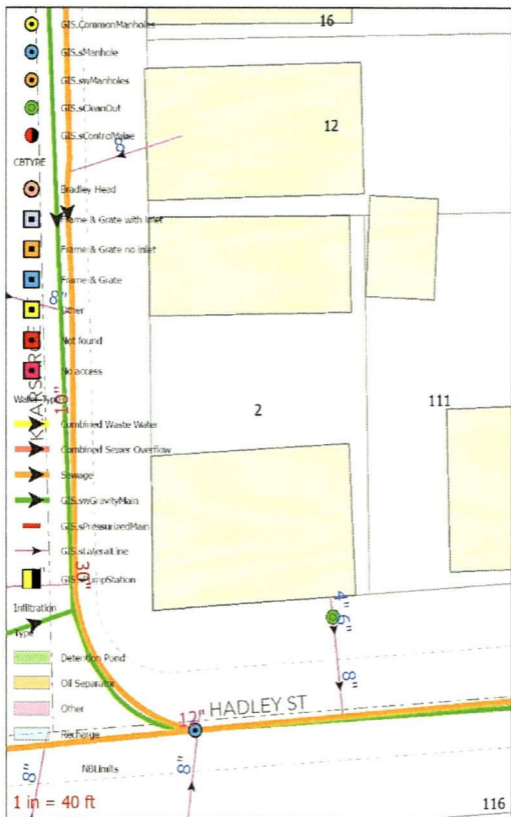 GIS.CommonManholes
GIS.sManhole
GIS.swManholes
GIS.sCleanOut
GIS.sControlValve
CBTYPE
Bradley Head
Frame & Grate with Inlet
Frame & Grate no Inlet
Frame & Grate
Other
Not found
No access
Water Type
Combined Waste Water
Combined Sewer Overflow
Sewage
GIS.swGravityMain
GIS.sPressurizedMain
GIS.sLateralLine
GIS.sPumpStation
Infiltration
Type
Detention Pond
Oil Separator
Other
Recharge
NBLimits
1 in = 40 ft
16
12
8"
8"
10"
2
111
30"
4"
6"
8"
12"
HADLEY ST
8"
8"
116